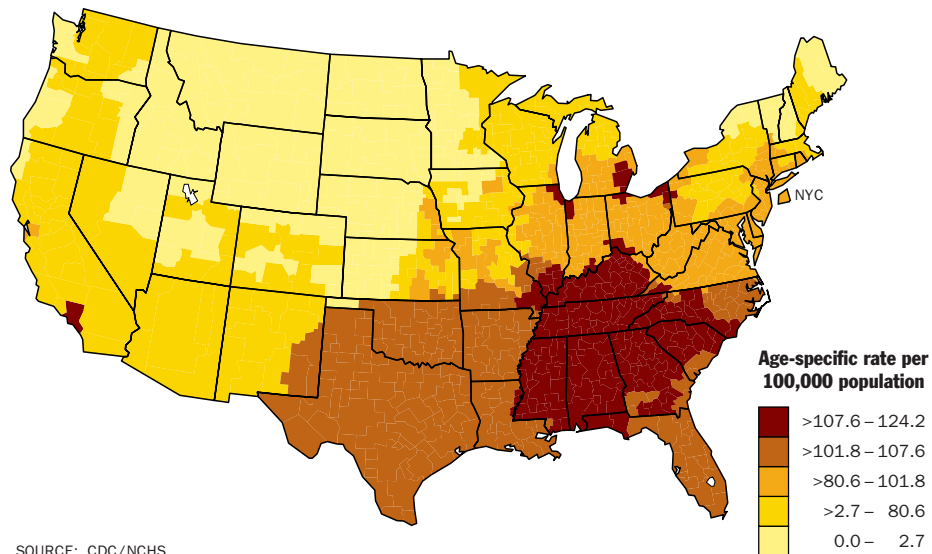 NYC
Age-specific rate per
100,000 population
>107.6 – 124.2
>101.8 – 107.6
>80.6 – 101.8
>2.7 – 80.6
0.0 – 2.7
SOURCE: CDC/NCHS